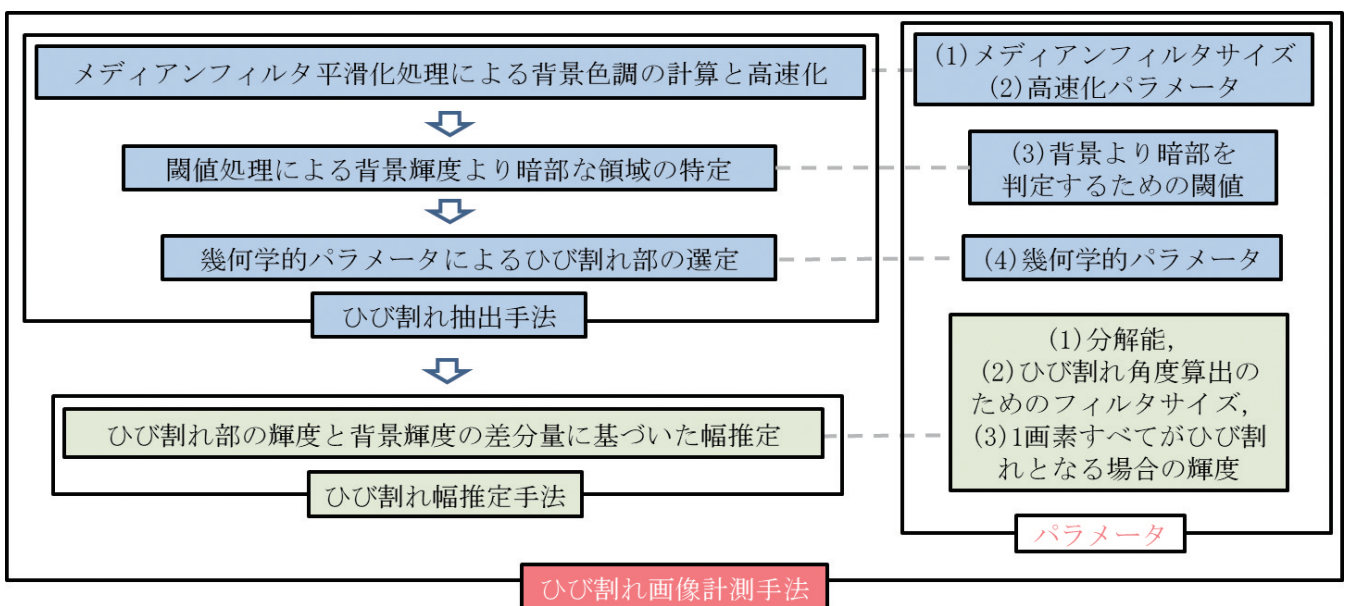 メディアンフィルタ平滑化処理による背景色調の計算と高速化
(1)メディアンフィルタサイズ
(2)高速化パラメータ
閾値処理による背景輝度より暗部な領域の特定
(3)背景より暗部を
判定するための閾値
幾何学的パラメータによるひび割れ部の選定
(4)幾何学的パラメータ
ひび割れ抽出手法
ひび割れ部の輝度と背景輝度の差分量に基づいた幅推定
(1)分解能,
(2)ひび割れ角度算出の
ためのフィルタサイズ,
(3)1画素すべてがひび割
れとなる場合の輝度
ひび割れ幅推定手法
パラメータ
ひび割れ画像計測手法